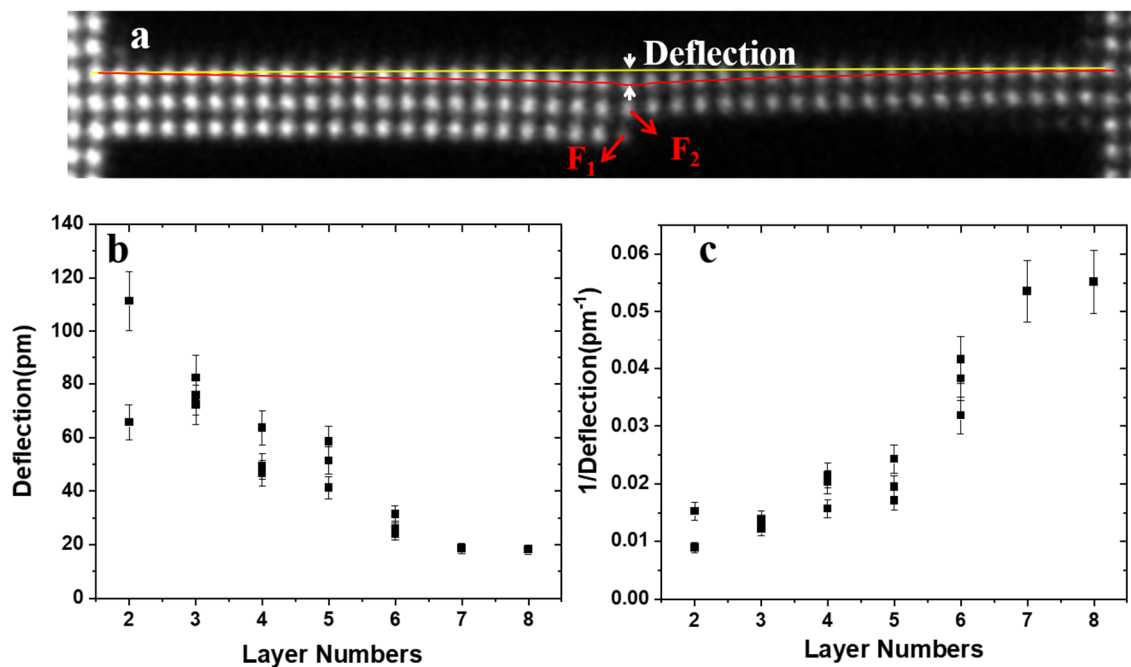 a
Deflection
F₁
F₂
b
140
120
100
80
60
40
20
0
Deflection(pm)
2 3 4 5 6 7 8
Layer Numbers
c
0.06
0.05
0.04
0.03
0.02
0.01
0.00
1/Deflection(pm⁻¹)
2 3 4 5 6 7 8
Layer Numbers